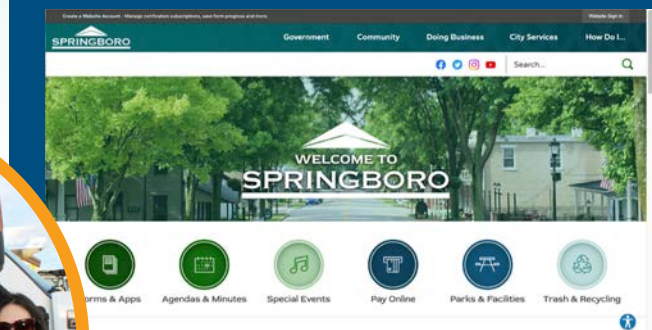 Create a Website Account - Manage notification subscriptions, save form progress and more.
Website Sign In
SPRINGBORO
Government Community Doing Business City Services How Do I...
Search...
WELCOME TO
SPRINGBORO
& Apps Agendas & Minutes Special Events Pay Online Parks & Facilities Trash & Recycling